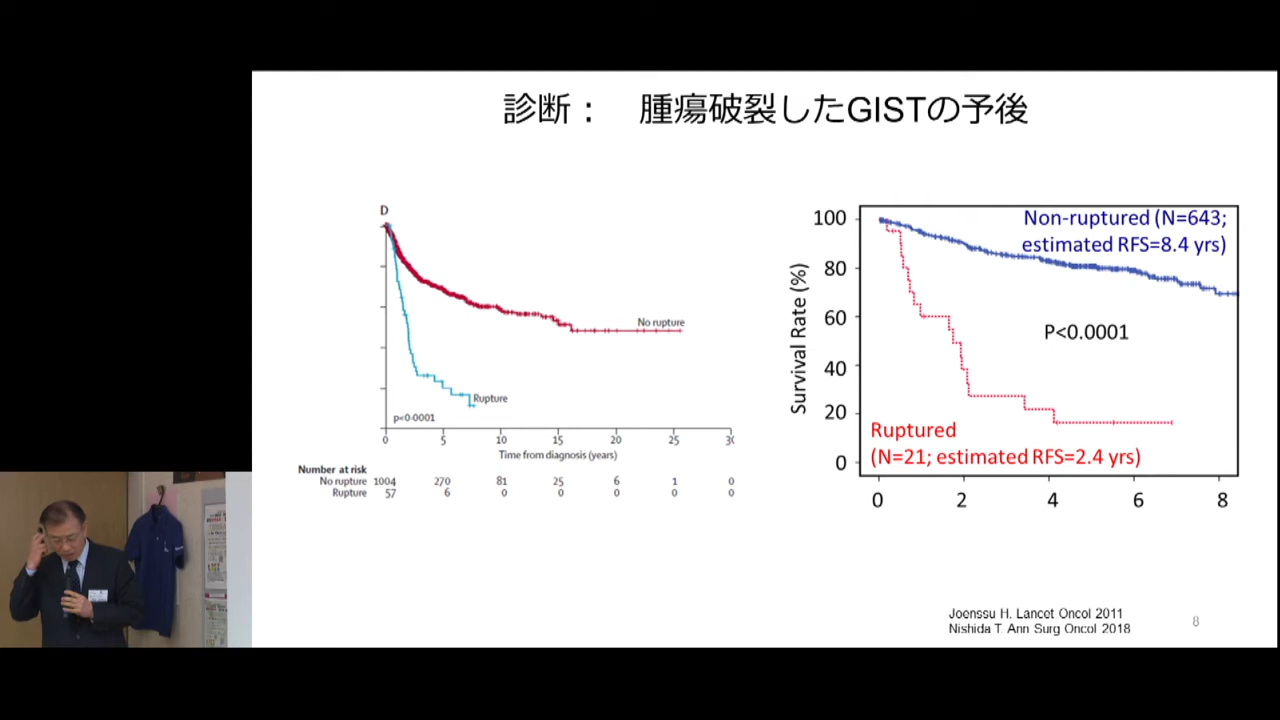 診断： 腫瘍破裂したGISTの予後
D
No rupture
Rupture
p<0·0001
0 5 10 15 20 25 30
Time from diagnosis (years)
Number at risk
No rupture 1004 270 81 25 6 1 0
Rupture 57 6 0 0 0 0 0
Survival Rate (%)
100
80
60
40
20
0
Non-ruptured (N=643;
estimated RFS=8.4 yrs)
P<0.0001
Ruptured
(N=21; estimated RFS=2.4 yrs)
0 2 4 6 8
Joenssu H. Lancet Oncol 2011
Nishida T. Ann Surg Oncol 2018
8